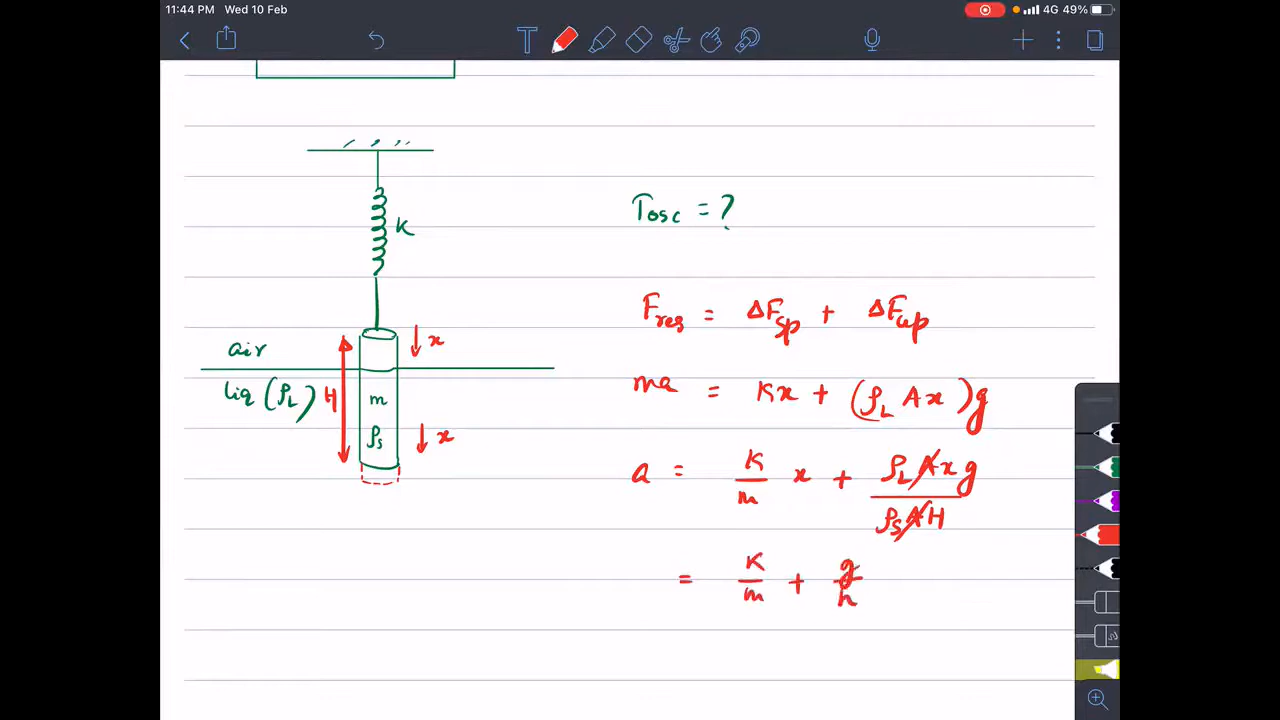 11:44 PM Wed 10 Feb
4G 49%
T
K
Tosc = ?
Fres = ΔFsp + ΔFup
x
air
liq (ρL) H
m
ma = Kx + (ρL Ax)g
ρs
x
a = K/m x + ρL A x g / ρs A H
= K/m + g/h